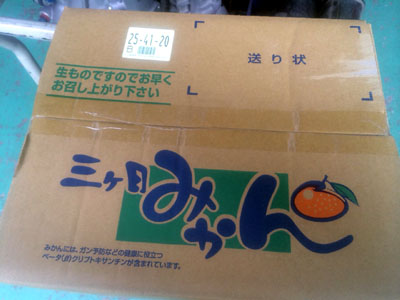 25-41-20
送り状
生ものですのでお早く
お召し上がり下さい
三ヶ日みかん
みかんには、ガン予防などの健康に役立つ
ベータ(β)クリプトキサンチンが含まれています。